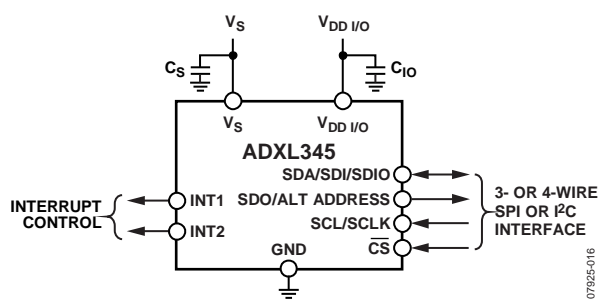 VS
VDD I/O
CS
CIO
VS
VDD I/O
ADXL345
SDA/SDI/SDIO
SDO/ALT ADDRESS
SCL/SCLK
CS
INT1
INT2
GND
INTERRUPT
CONTROL
3- OR 4-WIRE
SPI OR I2C
INTERFACE
07925-016